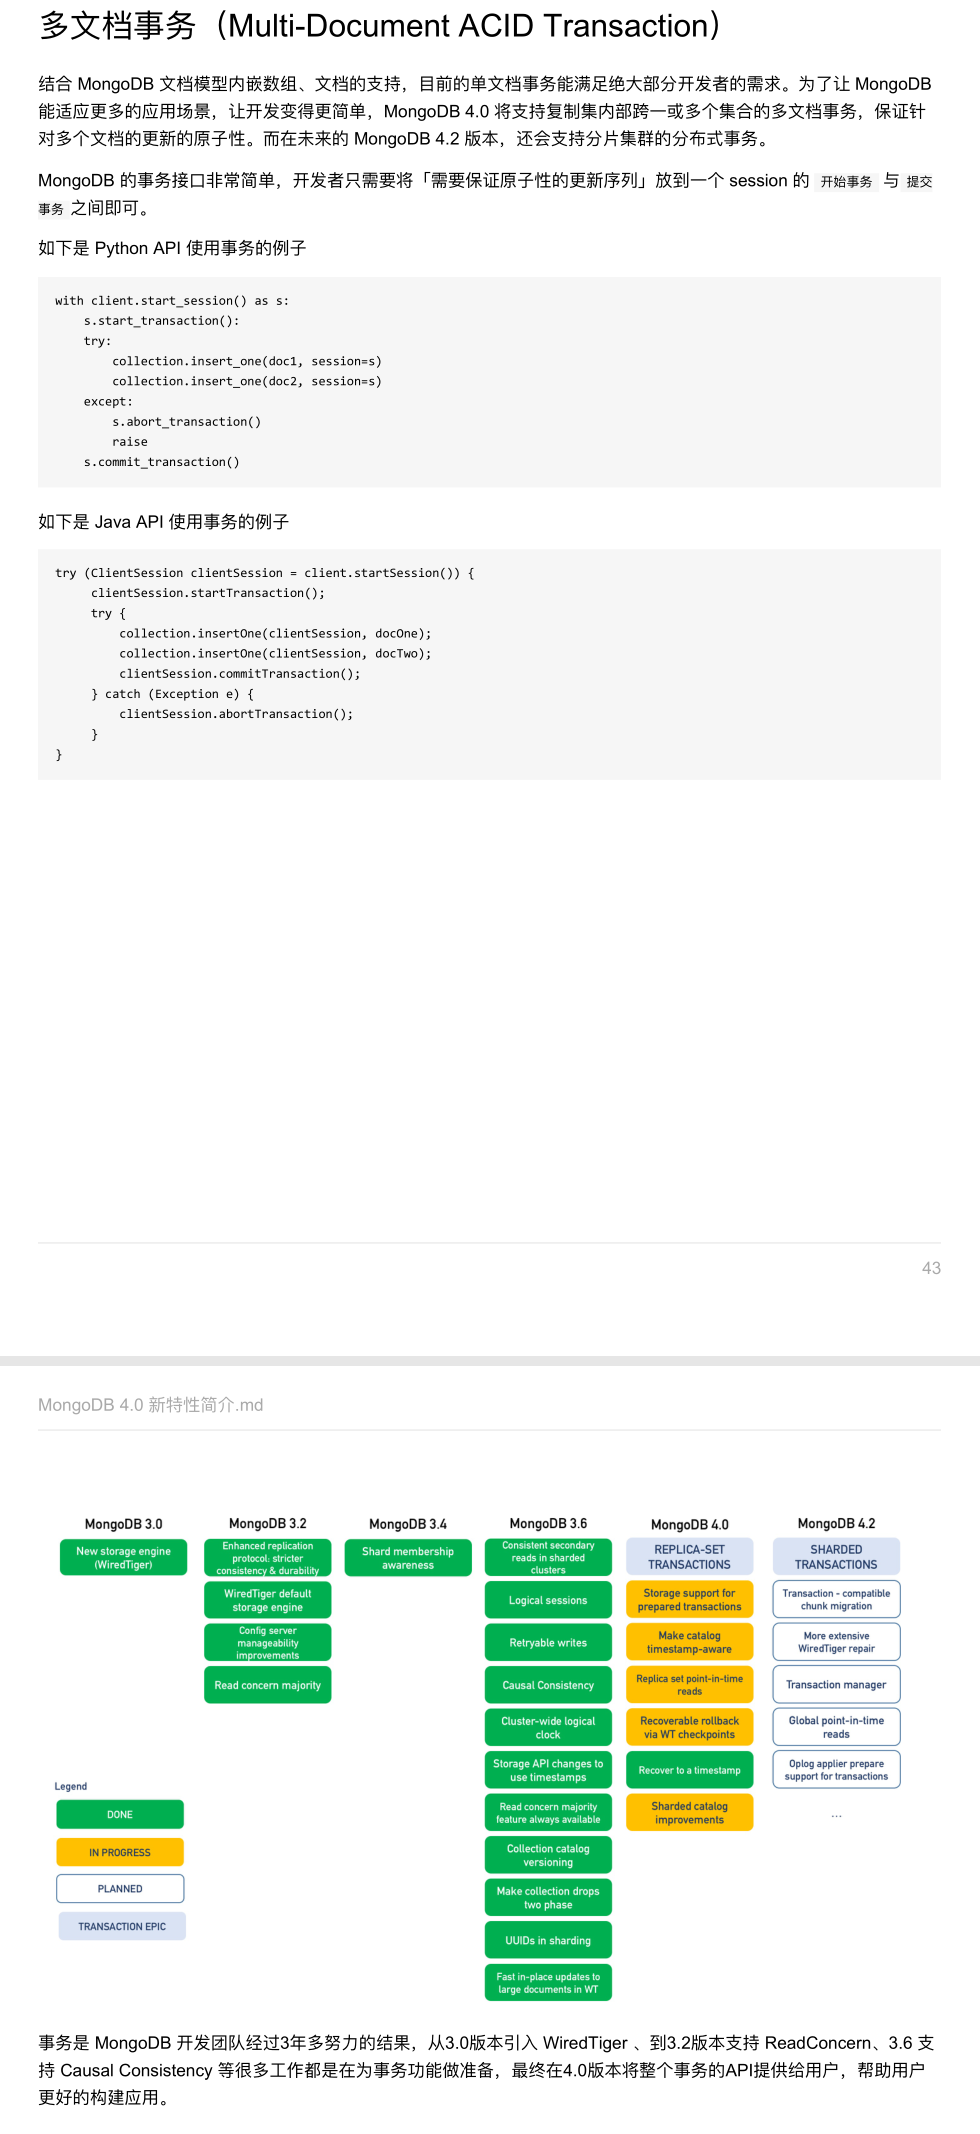 多文档事务（Multi-Document ACID Transaction）
结合 MongoDB 文档模型内嵌数组、文档的支持，目前的单文档事务能满足绝大部分开发者的需求。为了让 MongoDB
能适应更多的应用场景，让开发变得更简单，MongoDB 4.0 将支持复制集内部跨一或多个集合的多文档事务，保证针
对多个文档的更新的原子性。而在未来的 MongoDB 4.2 版本，还会支持分片集群的分布式事务。
MongoDB 的事务接口非常简单，开发者只需要将「需要保证原子性的更新序列」放到一个 session 的 开始事务 与 提交
事务 之间即可。
如下是 Python API 使用事务的例子
with client.start_session() as s:
    s.start_transaction():
    try:
        collection.insert_one(doc1, session=s)
        collection.insert_one(doc2, session=s)
    except:
        s.abort_transaction()
        raise
    s.commit_transaction()
如下是 Java API 使用事务的例子
try (ClientSession clientSession = client.startSession()) {
     clientSession.startTransaction();
     try {
         collection.insertOne(clientSession, docOne);
         collection.insertOne(clientSession, docTwo);
         clientSession.commitTransaction();
     } catch (Exception e) {
         clientSession.abortTransaction();
     }
}
43
MongoDB 4.0 新特性简介.md
MongoDB 3.0
New storage engine
(WiredTiger)
MongoDB 3.2
Enhanced replication
protocol: stricter
consistency & durability
WiredTiger default
storage engine
Config server
manageability
improvements
Read concern majority
MongoDB 3.4
Shard membership
awareness
MongoDB 3.6
Consistent secondary
reads in sharded
clusters
Logical sessions
Retryable writes
Causal Consistency
Cluster-wide logical
clock
Storage API changes to
use timestamps
Read concern majority
feature always available
Collection catalog
versioning
Make collection drops
two phase
UUIDs in sharding
Fast in-place updates to
large documents in WT
MongoDB 4.0
REPLICA-SET
TRANSACTIONS
Storage support for
prepared transactions
Make catalog
timestamp-aware
Replica set point-in-time
reads
Recoverable rollback
via WT checkpoints
Recover to a timestamp
Sharded catalog
improvements
MongoDB 4.2
SHARDED
TRANSACTIONS
Transaction - compatible
chunk migration
More extensive
WiredTiger repair
Transaction manager
Global point-in-time
reads
Oplog applier prepare
support for transactions
...
Legend
DONE
IN PROGRESS
PLANNED
TRANSACTION EPIC
事务是 MongoDB 开发团队经过3年多努力的结果，从3.0版本引入 WiredTiger 、到3.2版本支持 ReadConcern、3.6 支
持 Causal Consistency 等很多工作都是在为事务功能做准备，最终在4.0版本将整个事务的API提供给用户，帮助用户
更好的构建应用。